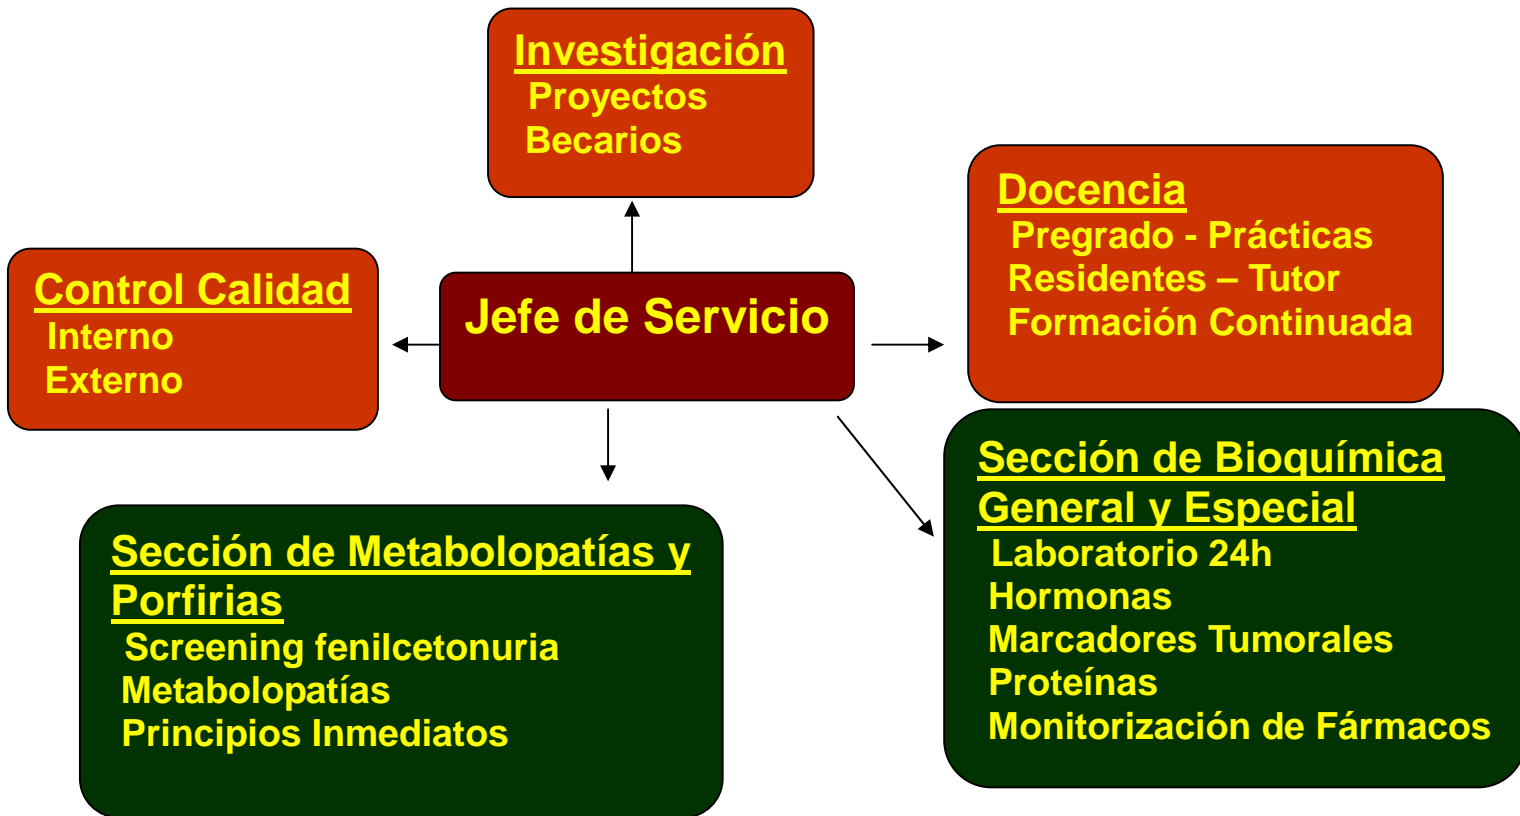 Investigación
Proyectos
Becarios
Docencia
Pregrado - Prácticas
Residentes – Tutor
Formación Continuada
Control Calidad
Interno
Externo
Jefe de Servicio
Sección de Metabolopatías y
Porfirias
Screening fenilcetonuria
Metabolopatías
Principios Inmediatos
Sección de Bioquímica
General y Especial
Laboratorio 24h
Hormonas
Marcadores Tumorales
Proteínas
Monitorización de Fármacos